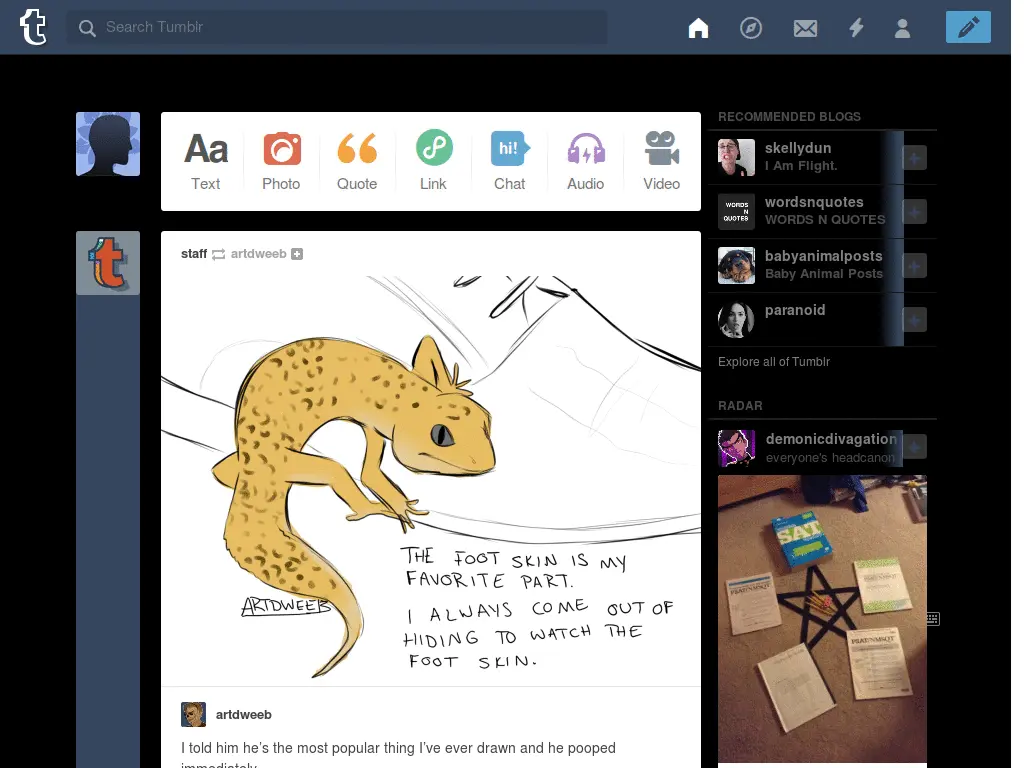 t
Search Tumblr
Aa
hi!
Text
Photo
Quote
Link
Chat
Audio
Video
t
staff artdweeb
THE FOOT SKIN IS MY
FAVORITE PART.
I ALWAYS COME OUT OF
HIDING TO WATCH THE
FOOT SKIN.
ARTDWEEB
artdweeb
I told him he's the most popular thing I've ever drawn and he pooped
immediately
RECOMMENDED BLOGS
skellydun
I Am Flight.
WORDS
N
QUOTES
wordsnquotes
WORDS N QUOTES
babyanimalposts
Baby Animal Posts
paranoid
Explore all of Tumblr
RADAR
demonicdivagation
everyone's headcanon
SAT